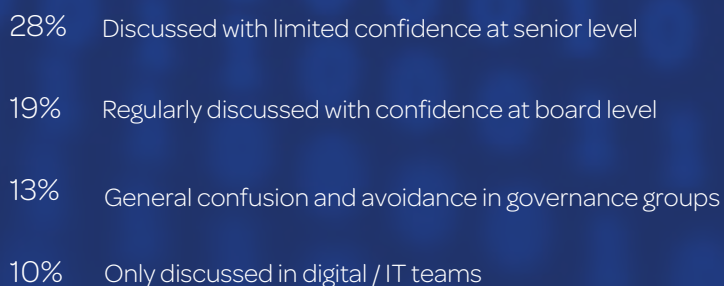 28% Discussed with limited confidence at senior level
19% Regularly discussed with confidence at board level
13% General confusion and avoidance in governance groups
10% Only discussed in digital / IT teams